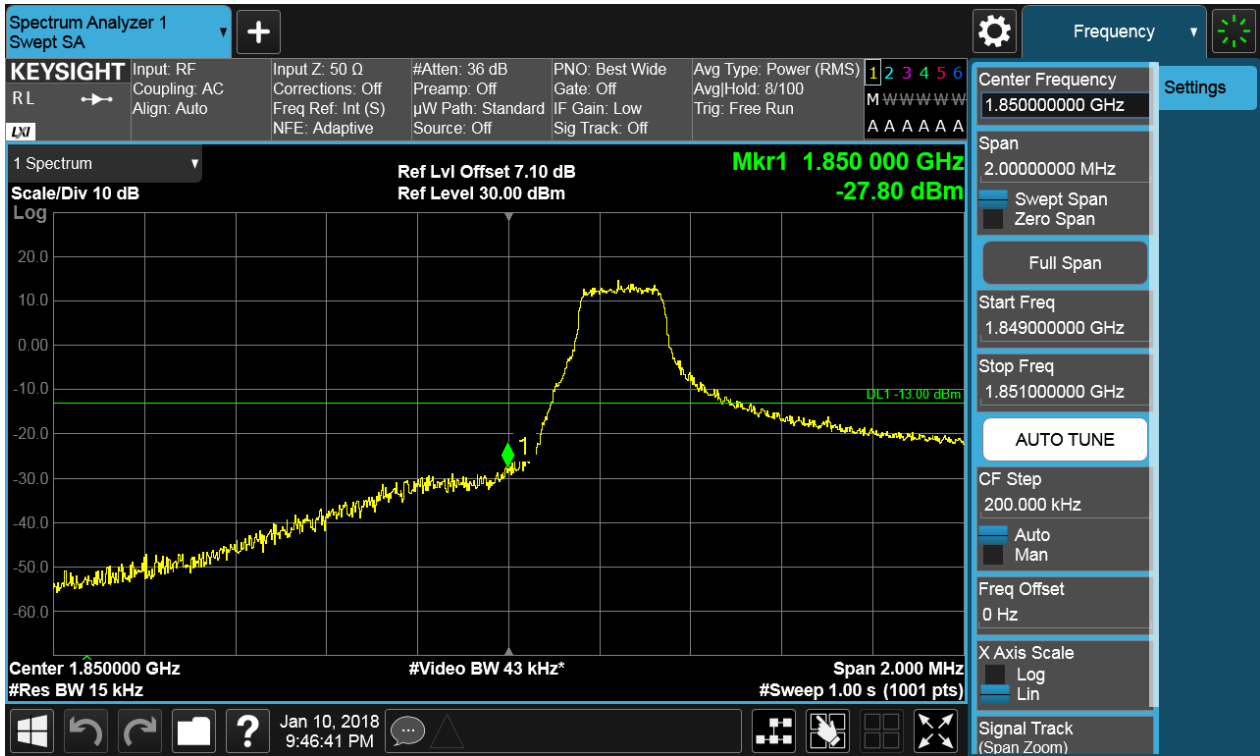 Spectrum Analyzer 1
Swept SA
+
Frequency
KEYSIGHT
R L
LXI
Input: RF
Coupling: AC
Align: Auto
Input Z: 50 Ω
Corrections: Off
Freq Ref: Int (S)
NFE: Adaptive
#Atten: 36 dB
Preamp: Off
µW Path: Standard
Source: Off
PNO: Best Wide
Gate: Off
IF Gain: Low
Sig Track: Off
Avg Type: Power (RMS)
Avg|Hold: 8/100
Trig: Free Run
1 2 3 4 5 6
M W W W W W
A A A A A A
1 Spectrum
Scale/Div 10 dB
Ref Lvl Offset 7.10 dB
Ref Level 30.00 dBm
Mkr1 1.850 000 GHz
-27.80 dBm
Log
20.0
10.0
0.00
-10.0
-20.0
-30.0
-40.0
-50.0
-60.0
DL1 -13.00 dBm
1
Center 1.850000 GHz
#Res BW 15 kHz
#Video BW 43 kHz*
Span 2.000 MHz
#Sweep 1.00 s (1001 pts)
Center Frequency
1.850000000 GHz
Span
2.00000000 MHz
Swept Span
Zero Span
Full Span
Start Freq
1.849000000 GHz
Stop Freq
1.851000000 GHz
AUTO TUNE
CF Step
200.000 kHz
Auto
Man
Freq Offset
0 Hz
X Axis Scale
Log
Lin
Signal Track
(Span Zoom)
Settings
?
Jan 10, 2018
9:46:41 PM